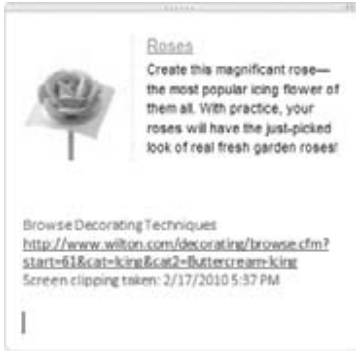 Roses
Create this magnificant rose—
the most popular icing flower of
them all. With practice, your
roses will have the just-picked
look of real fresh garden roses!
Browse Decorating Techniques
http://www.wilton.com/decorating/browse.cfm?
start=61&cat=Icing&cat2=Buttercream-Icing
Screen clipping taken: 2/17/2010 5:37 PM